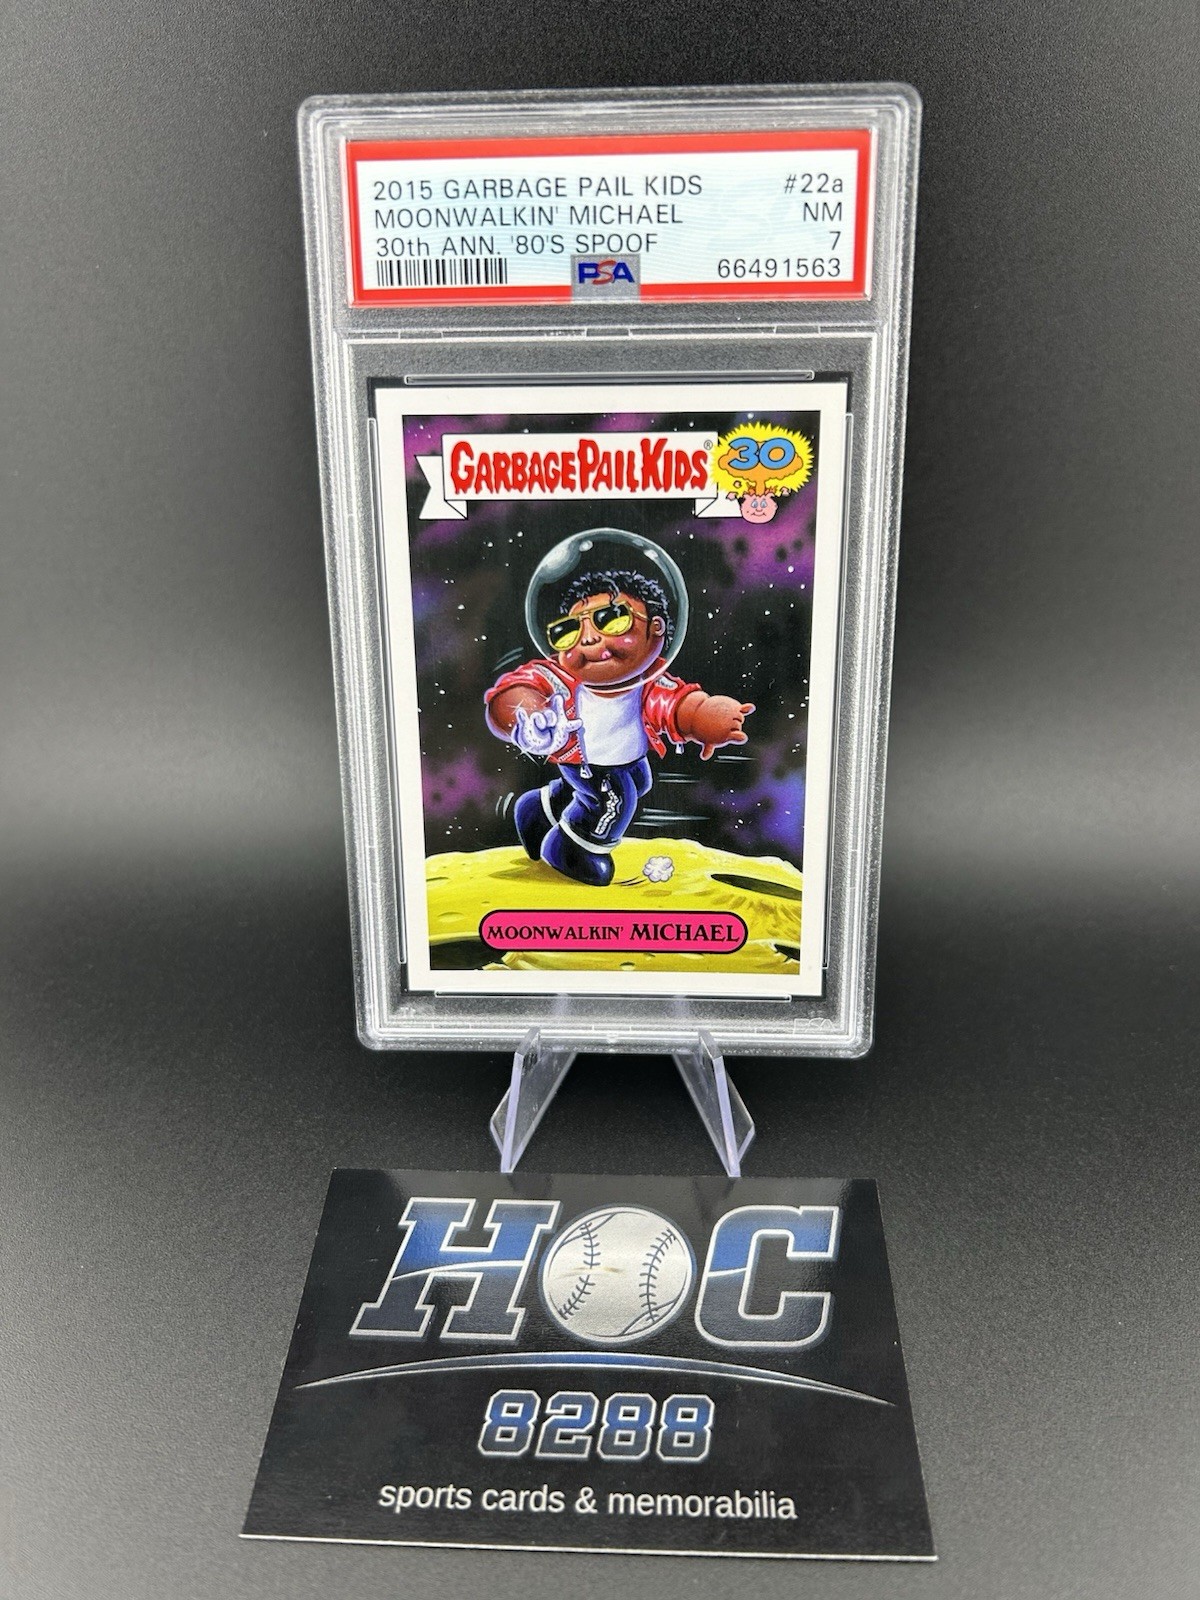 2015 GARBAGE PAIL KIDS #22a
MOONWALKIN' MICHAEL NM
30th ANN. '80'S SPOOF 7
PSA 66491563
GARBAGE PAIL KIDS® 30
MOONWALKIN' MICHAEL
HOC
8288
sports cards & memorabilia